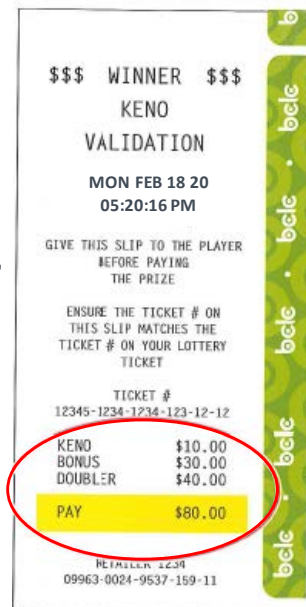 $$$ WINNER $$$
KENO
VALIDATION
MON FEB 18 20
05:20:16 PM
GIVE THIS SLIP TO THE PLAYER
BEFORE PAYING
THE PRIZE
ENSURE THE TICKET # ON
THIS SLIP MATCHES THE
TICKET # ON YOUR LOTTERY
TICKET
TICKET #
12345-1234-1234-123-12-12
KENO $10.00
BONUS $30.00
DOUBLER $40.00
PAY $80.00
RETAILER 1234
09963-0024-9537-159-11
bclc
bclc
bclc
bclc
bclc